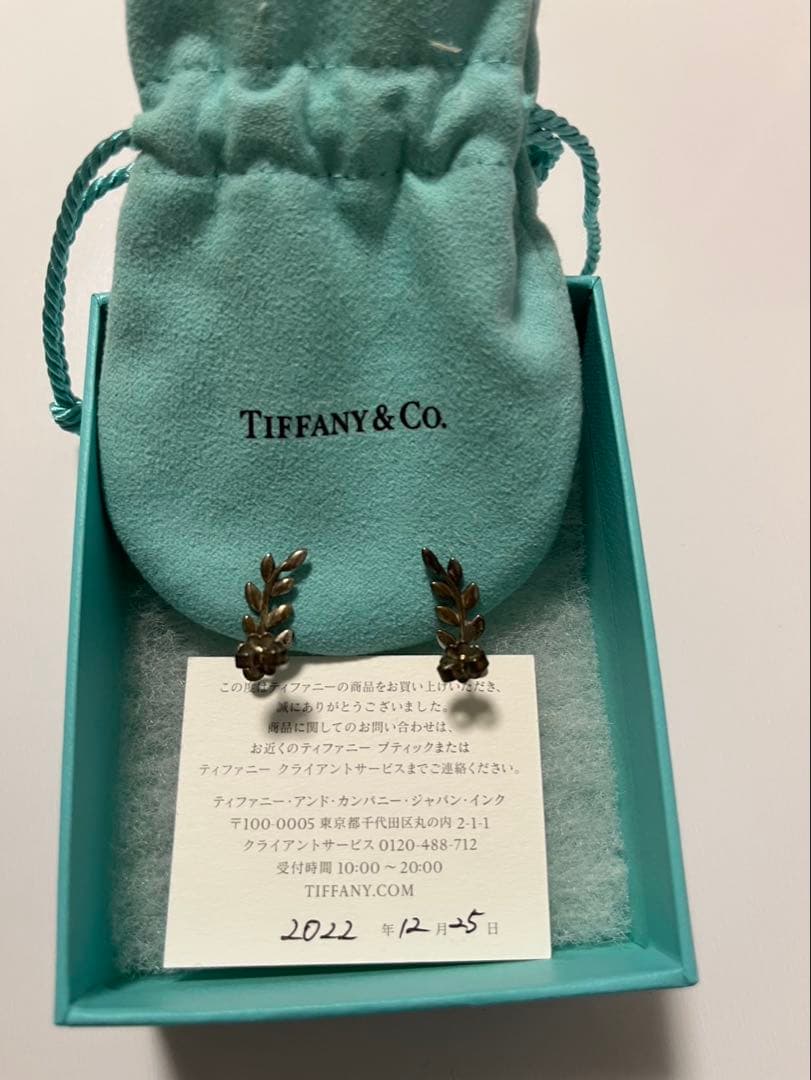 TIFFANY & CO.
この度はティファニーの商品をお買い上げいただき、
誠にありがとうございました。
商品に関してのお問い合わせは、
お近くのティファニー ブティックまたは
ティファニー クライアントサービスまでご連絡ください。
ティファニー・アンド・カンパニー・ジャパン・インク
〒100-0005 東京都千代田区丸の内 2-1-1
クライアントサービス 0120-488-712
受付時間 10:00 ～ 20:00
TIFFANY.COM
2022 年 12 月 25 日